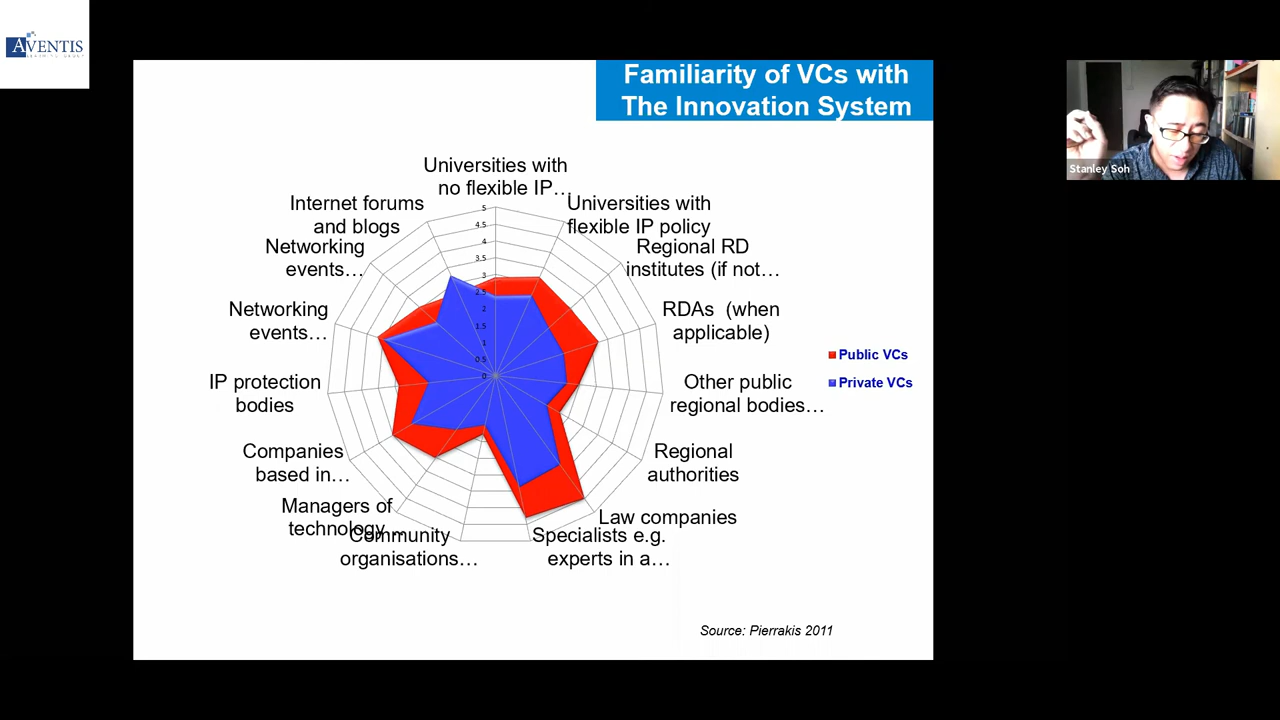 AVENTIS
Familiarity of VCs with
The Innovation System
Stanley Soh
Universities with
no flexible IP…
Universities with
flexible IP policy
Regional RD
institutes (if not…
RDAs (when
applicable)
Other public
regional bodies…
Regional
authorities
Law companies
Specialists e.g.
experts in a…
Community
organisations…
Managers of
technology…
Companies
based in…
IP protection
bodies
Networking
events…
Networking
events…
Internet forums
and blogs
5
4.5
4
3.5
3
2.5
2
1.5
1
0.5
0
Public VCs
Private VCs
Source: Pierrakis 2011